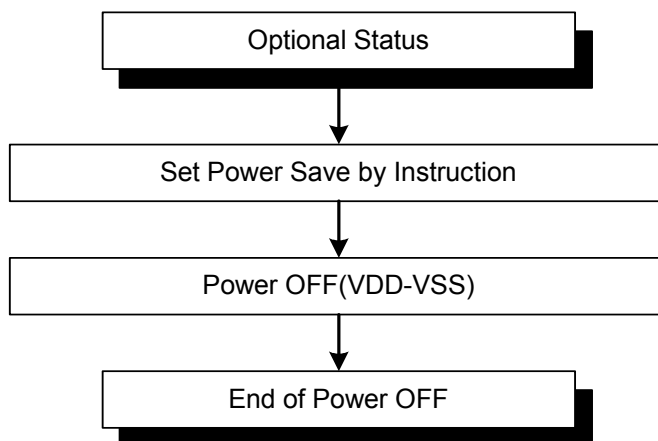 Optional Status
Set Power Save by Instruction
Power OFF(VDD-VSS)
End of Power OFF